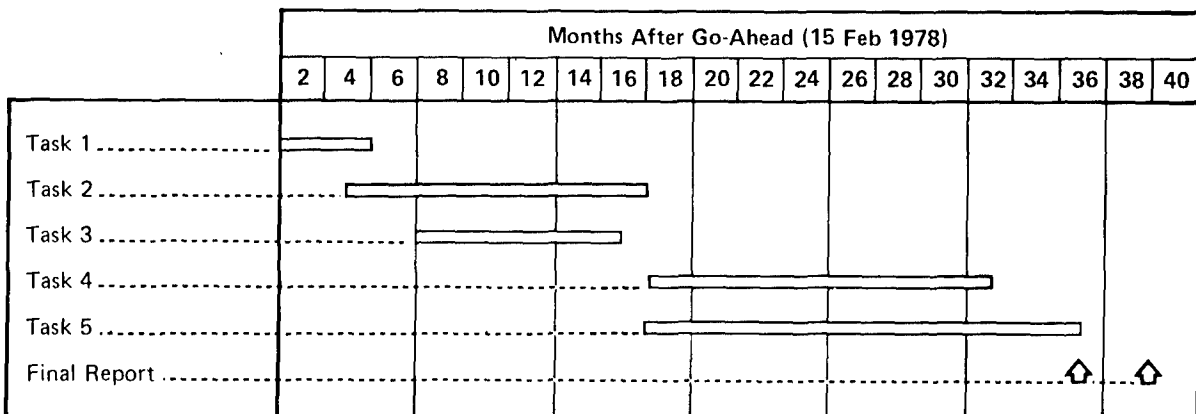 Months After Go-Ahead (15 Feb 1978)
2 4 6 8 10 12 14 16 18 20 22 24 26 28 30 32 34 36 38 40
Task 1
Task 2
Task 3
Task 4
Task 5
Final Report